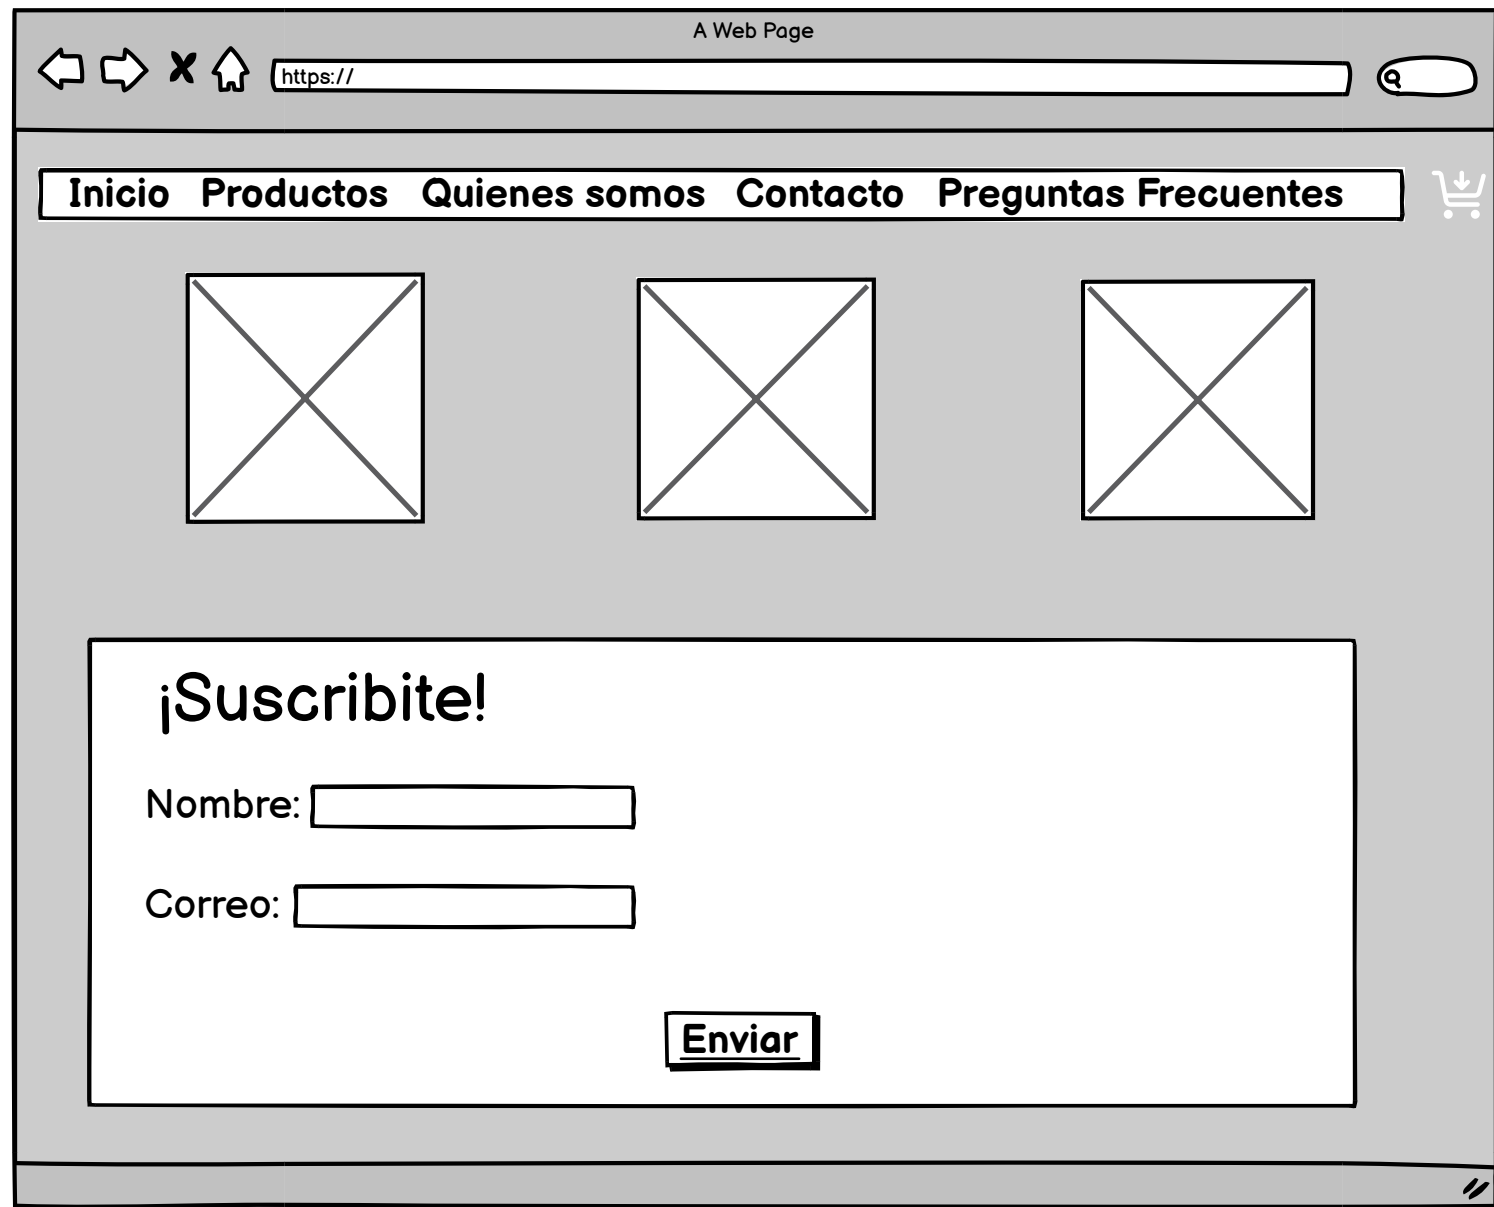 A Web Page
https://
Inicio Productos Quienes somos Contacto Preguntas Frecuentes
¡Suscribite!
Nombre:
Correo:
Enviar